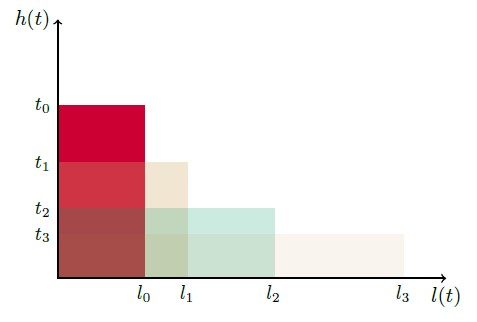 h(t)
t₀
t₁
t₂
t₃
l₀ l₁ l₂ l₃ l(t)